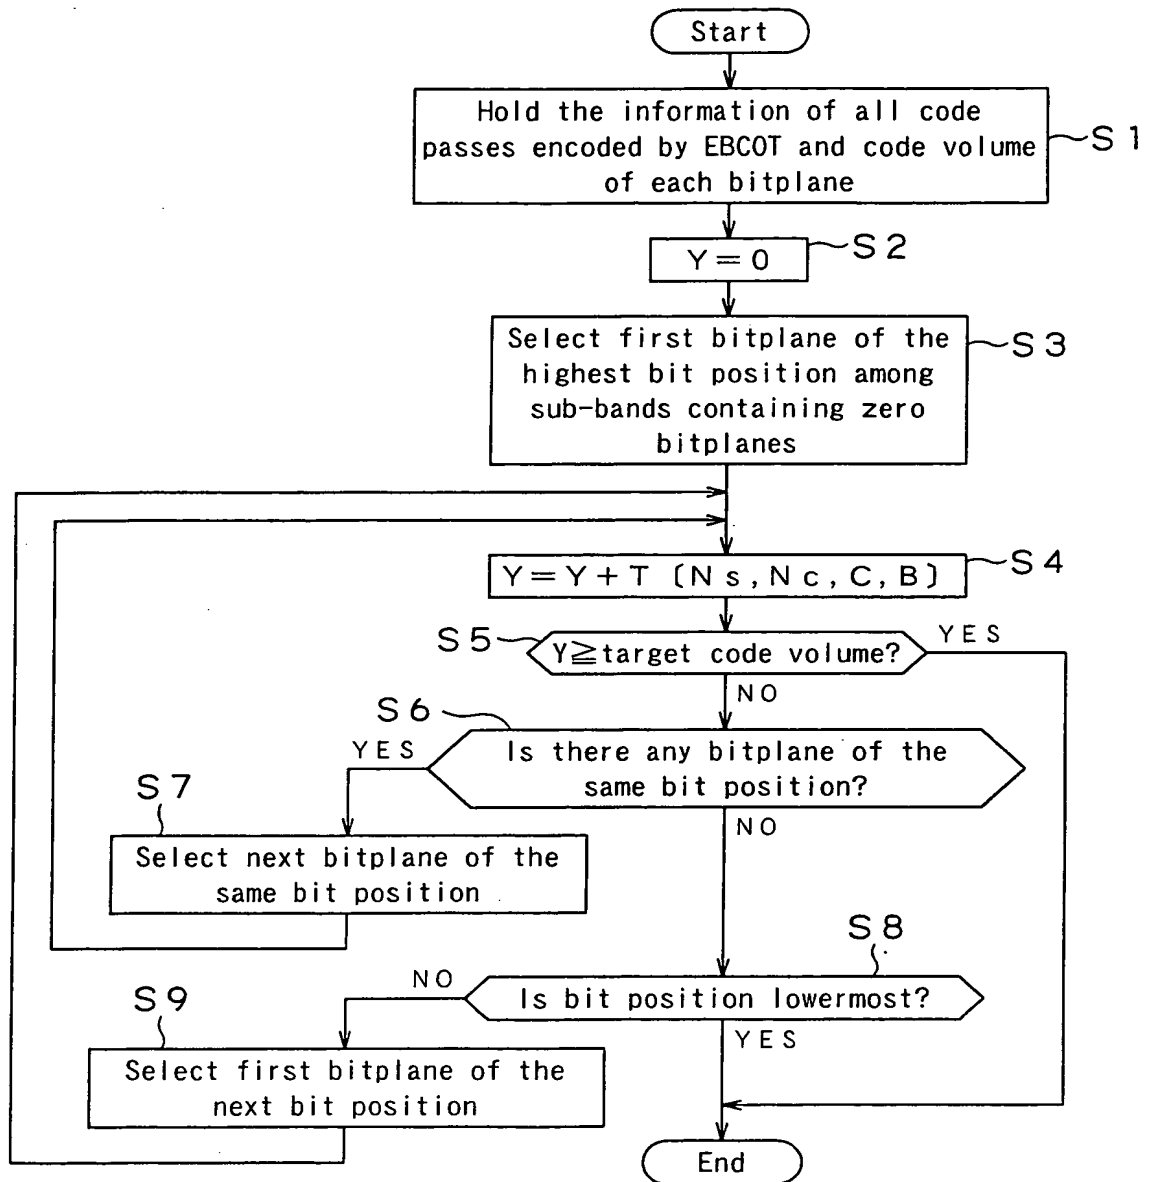 Start
Hold the information of all code
passes encoded by EBCOT and code volume
of each bitplane
S1
Y=0
S2
Select first bitplane of the
highest bit position among
sub-bands containing zero
bitplanes
S3
Y=Y+T (Ns, Nc, C, B)
S4
S5
Y≧target code volume?
YES
NO
S6
Is there any bitplane of the
same bit position?
YES
NO
S7
Select next bitplane of the
same bit position
S8
Is bit position lowermost?
NO
YES
S9
Select first bitplane of the
next bit position
End